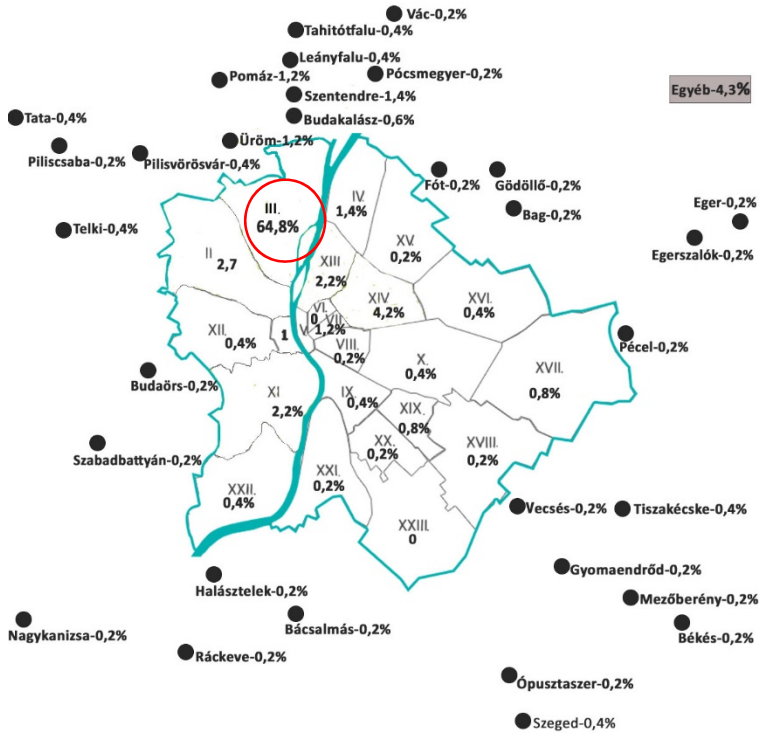 Vác-0,2%
Tahitótfalu-0,4%
Leányfalu-0,4%
Pomáz-1,2%
Pócsmegyer-0,2%
Egyéb-4,3%
Szentendre-1,4%
Tata-0,4%
Budakalász-0,6%
Üröm-1,2%
Piliscsaba-0,2%
Pilisvörösvár-0,4%
Fót-0,2%
Gödöllő-0,2%
Eger-0,2%
Bag-0,2%
Telki-0,4%
Egerszalók-0,2%
III.
64,8%
IV.
1,4%
XV.
0,2%
II 2,7
XIII
2,2%
XIV.
4,2%
XVI.
0,4%
VI.
0
VII.
1,2%
XII.
0,4%
1
V.
VIII.
0,2%
X.
0,4%
XVII.
0,8%
Pécel-0,2%
Budaörs-0,2%
XI
2,2%
IX.
0,4%
XIX.
0,8%
XX.
0,2%
XVIII.
0,2%
Szabadbattyán-0,2%
XXII.
0,4%
XXI.
0,2%
XXIII.
0
Vecsés-0,2%
Tiszakécske-0,4%
Halásztelek-0,2%
Gyomaendrőd-0,2%
Mezőberény-0,2%
Nagykanizsa-0,2%
Bácsalmás-0,2%
Békés-0,2%
Ráckeve-0,2%
Ópusztaszer-0,2%
Szeged-0,4%